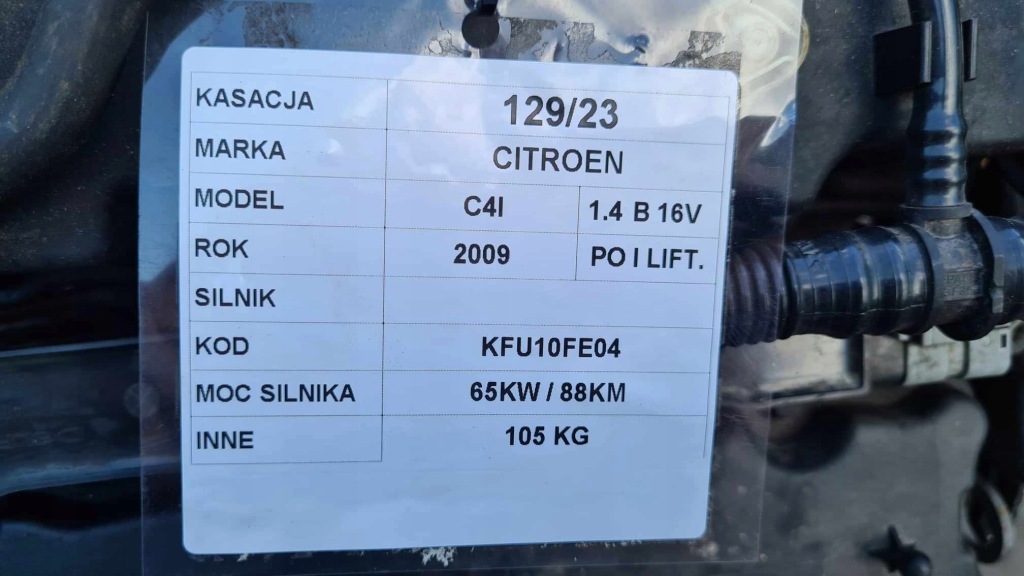 KASACJA 129/23
MARKA CITROEN
MODEL C4I 1.4 B 16V
ROK 2009 PO I LIFT.
SILNIK
KOD KFU10FE04
MOC SILNIKA 65KW / 88KM
INNE 105 KG